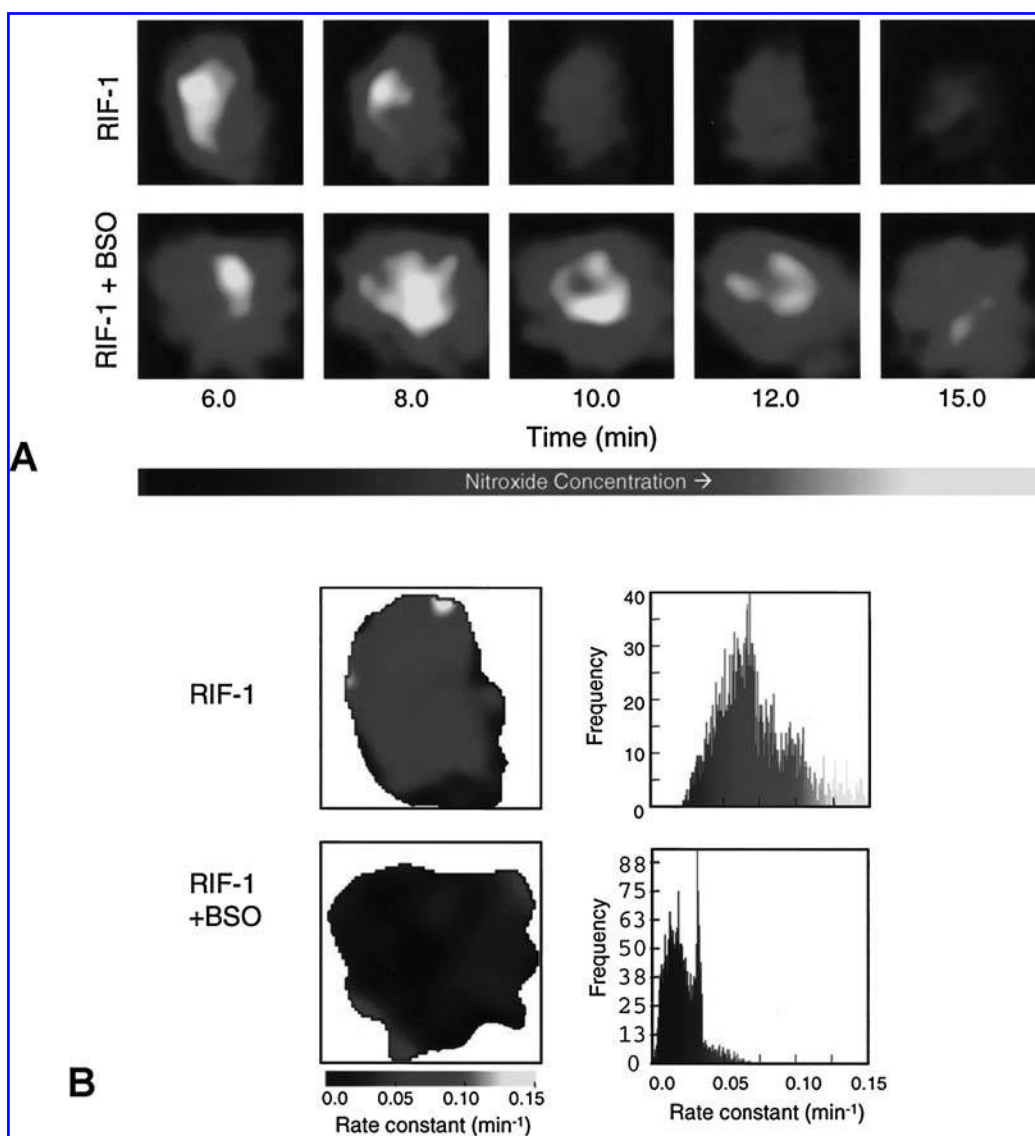 RIF-1
RIF-1 + BSO
6.0 8.0 10.0 12.0 15.0
Time (min)
A
Nitroxide Concentration →
RIF-1
40
30
20
10
0
Frequency
RIF-1
+BSO
88
75
63
50
38
25
13
0
Frequency
B
0.0 0.05 0.10 0.15
Rate constant (min⁻¹)
0.0 0.05 0.10 0.15
Rate constant (min⁻¹)